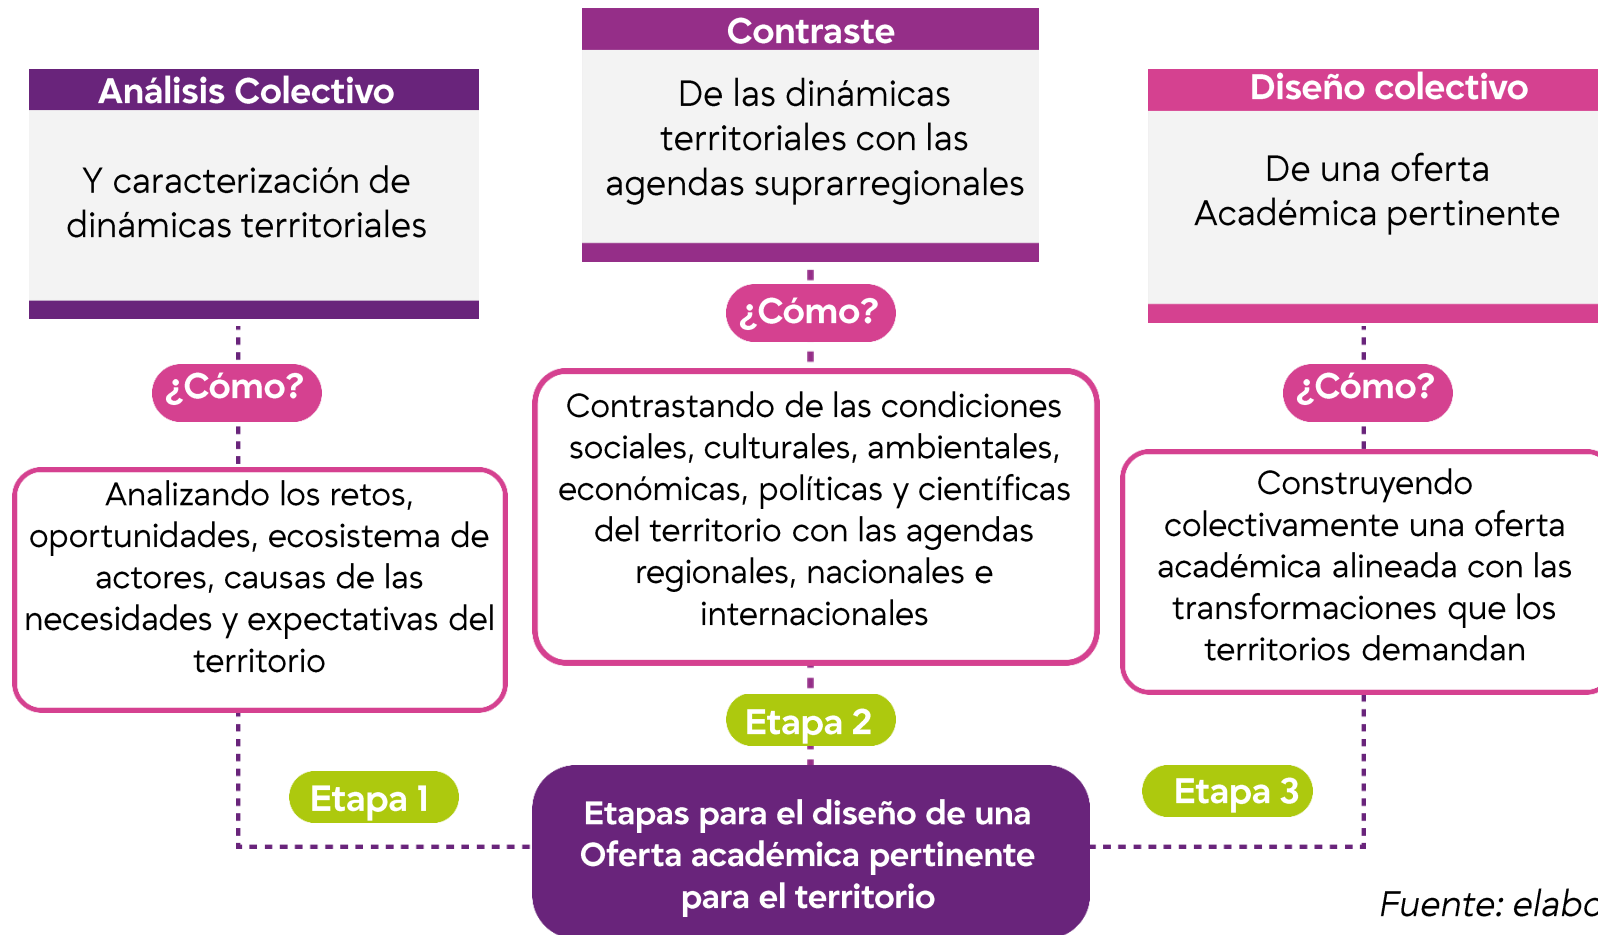 Análisis Colectivo
Y caracterización de
dinámicas territoriales
¿Cómo?
Analizando los retos,
oportunidades, ecosistema de
actores, causas de las
necesidades y expectativas del
territorio
Etapa 1
Contraste
De las dinámicas
territoriales con las
agendas suprarregionales
¿Cómo?
Contrastando de las condiciones
sociales, culturales, ambientales,
económicas, políticas y científicas
del territorio con las agendas
regionales, nacionales e
internacionales
Etapa 2
Diseño colectivo
De una oferta
Académica pertinente
¿Cómo?
Construyendo
colectivamente una oferta
académica alineada con las
transformaciones que los
territorios demandan
Etapa 3
Etapas para el diseño de una
Oferta académica pertinente
para el territorio
Fuente: